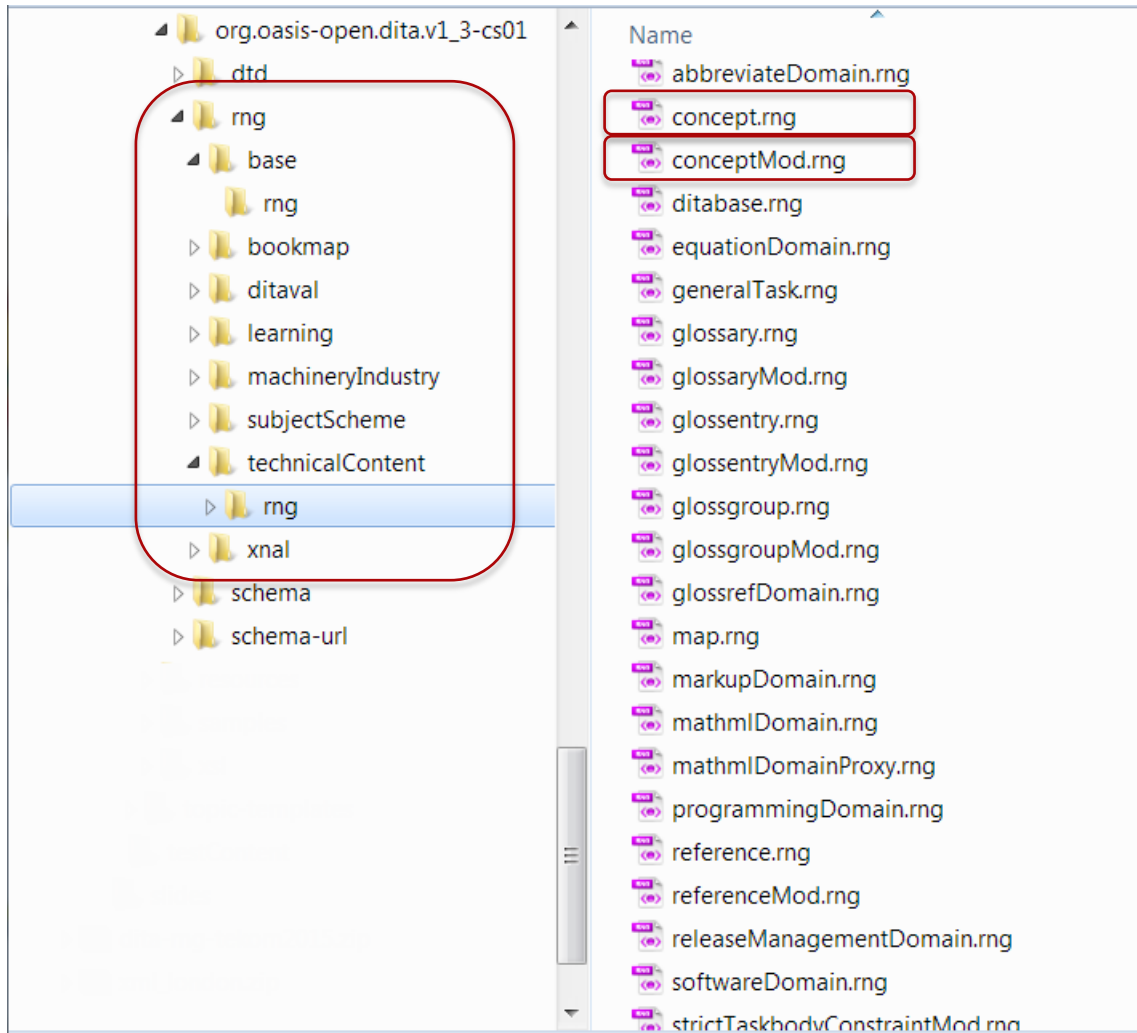 org.oasis-open.dita.v1_3-cs01
dtd
rng
base
rng
bookmap
ditaval
learning
machineryIndustry
subjectScheme
technicalContent
rng
xnal
schema
schema-url
Name
abbreviateDomain.rng
concept.rng
conceptMod.rng
ditabase.rng
equationDomain.rng
generalTask.rng
glossary.rng
glossaryMod.rng
glossentry.rng
glossentryMod.rng
glossgroup.rng
glossgroupMod.rng
glossrefDomain.rng
map.rng
markupDomain.rng
mathmlDomain.rng
mathmlDomainProxy.rng
programmingDomain.rng
reference.rng
referenceMod.rng
releaseManagementDomain.rng
softwareDomain.rng
strictTaskbodyConstraintMod.rng